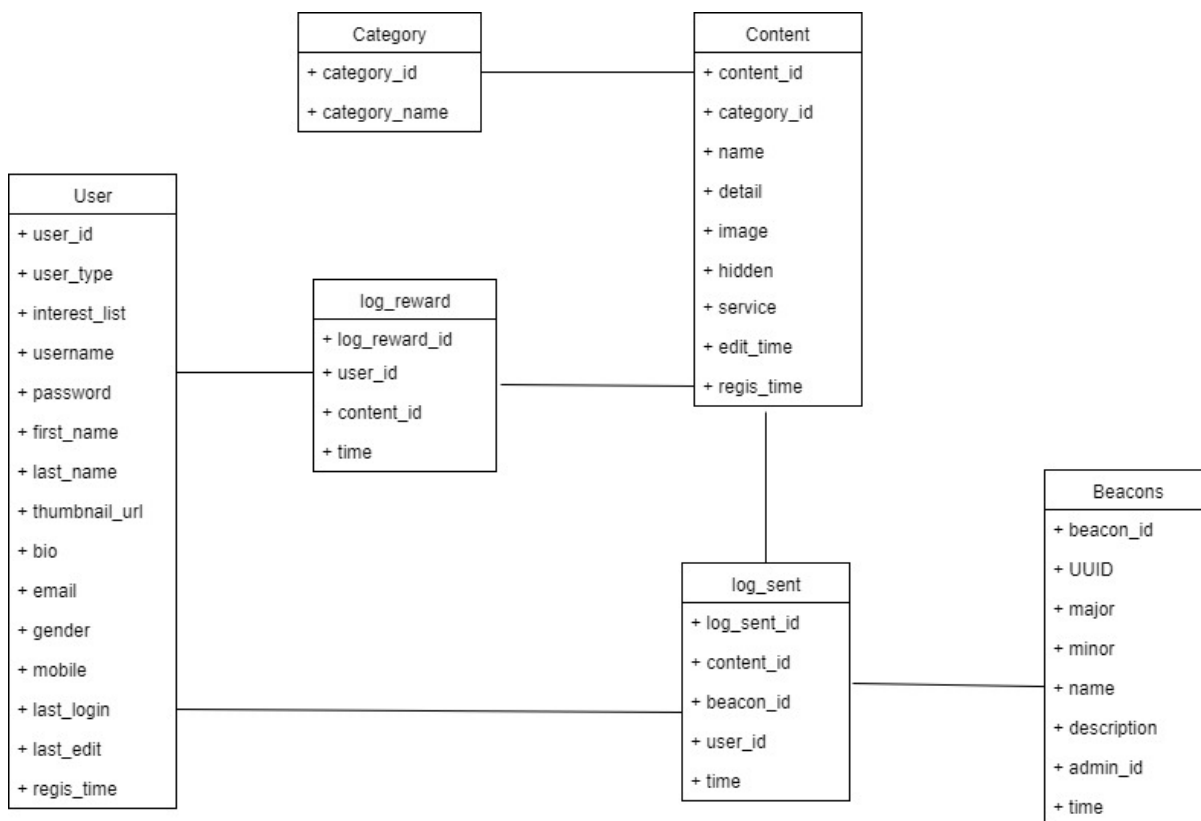 Category
+ category_id
+ category_name
Content
+ content_id
+ category_id
+ name
+ detail
+ image
+ hidden
+ service
+ edit_time
+ regis_time
User
+ user_id
+ user_type
+ interest_list
+ username
+ password
+ first_name
+ last_name
+ thumbnail_url
+ bio
+ email
+ gender
+ mobile
+ last_login
+ last_edit
+ regis_time
log_reward
+ log_reward_id
+ user_id
+ content_id
+ time
log_sent
+ log_sent_id
+ content_id
+ beacon_id
+ user_id
+ time
Beacons
+ beacon_id
+ UUID
+ major
+ minor
+ name
+ description
+ admin_id
+ time